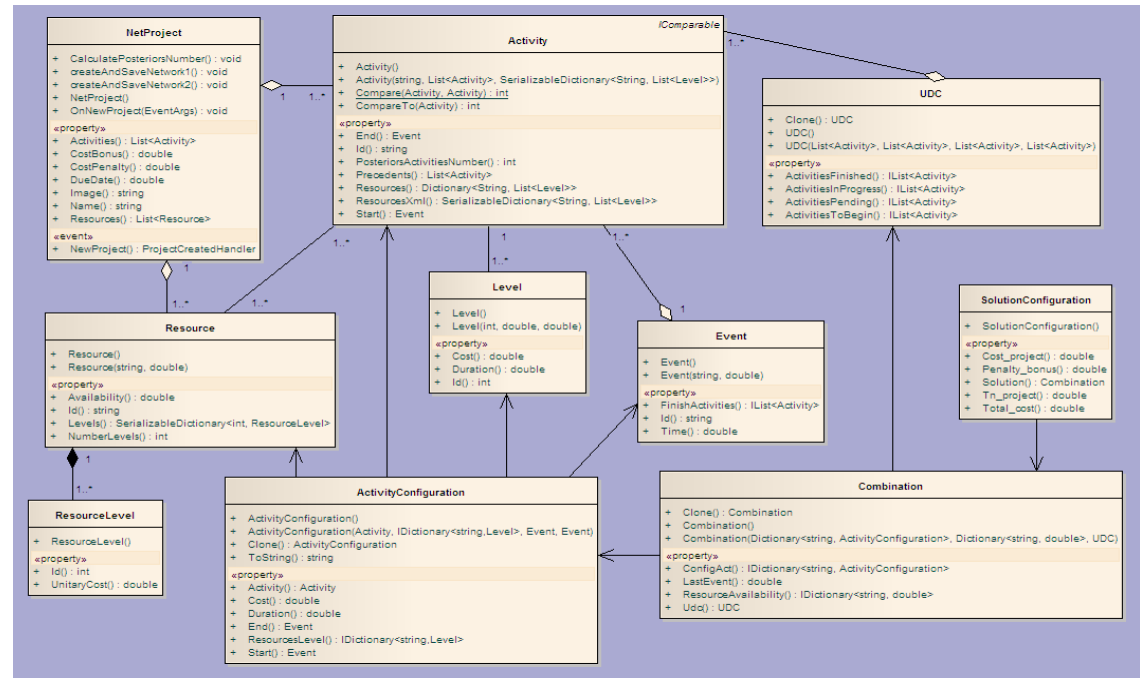 NetProject
+ CalculatePosteriorsNumber() : void
+ createAndSaveNetwork1() : void
+ createAndSaveNetwork2() : void
+ NetProject()
+ OnNewProject(EventArgs) : void
«property»
+ Activities() : List<Activity>
+ CostBonus() : double
+ CostPenalty() : double
+ DueDate() : double
+ Image() : string
+ Name() : string
+ Resources() : List<Resource>
«event»
+ NewProject() : ProjectCreatedHandler
1
1..*
IComparable
Activity
+ Activity()
+ Activity(string, List<Activity>, SerializableDictionary<String, List<Level>>)
+ Compare(Activity, Activity) : int
+ CompareTo(Activity) : int
«property»
+ End() : Event
+ Id() : string
+ PosteriorsActivitiesNumber() : int
+ Precedents() : List<Activity>
+ Resources() : Dictionary<String, List<Level>>
+ ResourcesXml() : SerializableDictionary<String, List<Level>>
+ Start() : Event
1..*
UDC
+ Clone() : UDC
+ UDC()
+ UDC(List<Activity>, List<Activity>, List<Activity>, List<Activity>)
«property»
+ ActivitiesFinished() : IList<Activity>
+ ActivitiesInProgress() : IList<Activity>
+ ActivitiesPending() : IList<Activity>
+ ActivitiesToBegin() : IList<Activity>
1
1..*
1..*
1..*
1
1..*
1..*
1
Resource
+ Resource()
+ Resource(string, double)
«property»
+ Availability() : double
+ Id() : string
+ Levels() : SerializableDictionary<int, ResourceLevel>
+ NumberLevels() : int
Level
+ Level()
+ Level(int, double, double)
«property»
+ Cost() : double
+ Duration() : double
+ Id() : int
Event
+ Event()
+ Event(string, double)
«property»
+ FinishActivities() : IList<Activity>
+ Id() : string
+ Time() : double
SolutionConfiguration
+ SolutionConfiguration()
«property»
+ Cost_project() : double
+ Penalty_bonus() : double
+ Solution() : Combination
+ Tn_project() : double
+ Total_cost() : double
1
1..*
ResourceLevel
+ ResourceLevel()
«property»
+ Id() : int
+ UnitaryCost() : double
ActivityConfiguration
+ ActivityConfiguration()
+ ActivityConfiguration(Activity, IDictionary<string,Level>, Event, Event)
+ Clone() : ActivityConfiguration
+ ToString() : string
«property»
+ Activity() : Activity
+ Cost() : double
+ Duration() : double
+ End() : Event
+ ResourcesLevel() : IDictionary<string,Level>
+ Start() : Event
Combination
+ Clone() : Combination
+ Combination()
+ Combination(Dictionary<string, ActivityConfiguration>, Dictionary<string, double>, UDC)
«property»
+ ConfigAct() : IDictionary<string, ActivityConfiguration>
+ LastEvent() : double
+ ResourceAvailability() : IDictionary<string, double>
+ Udc() : UDC